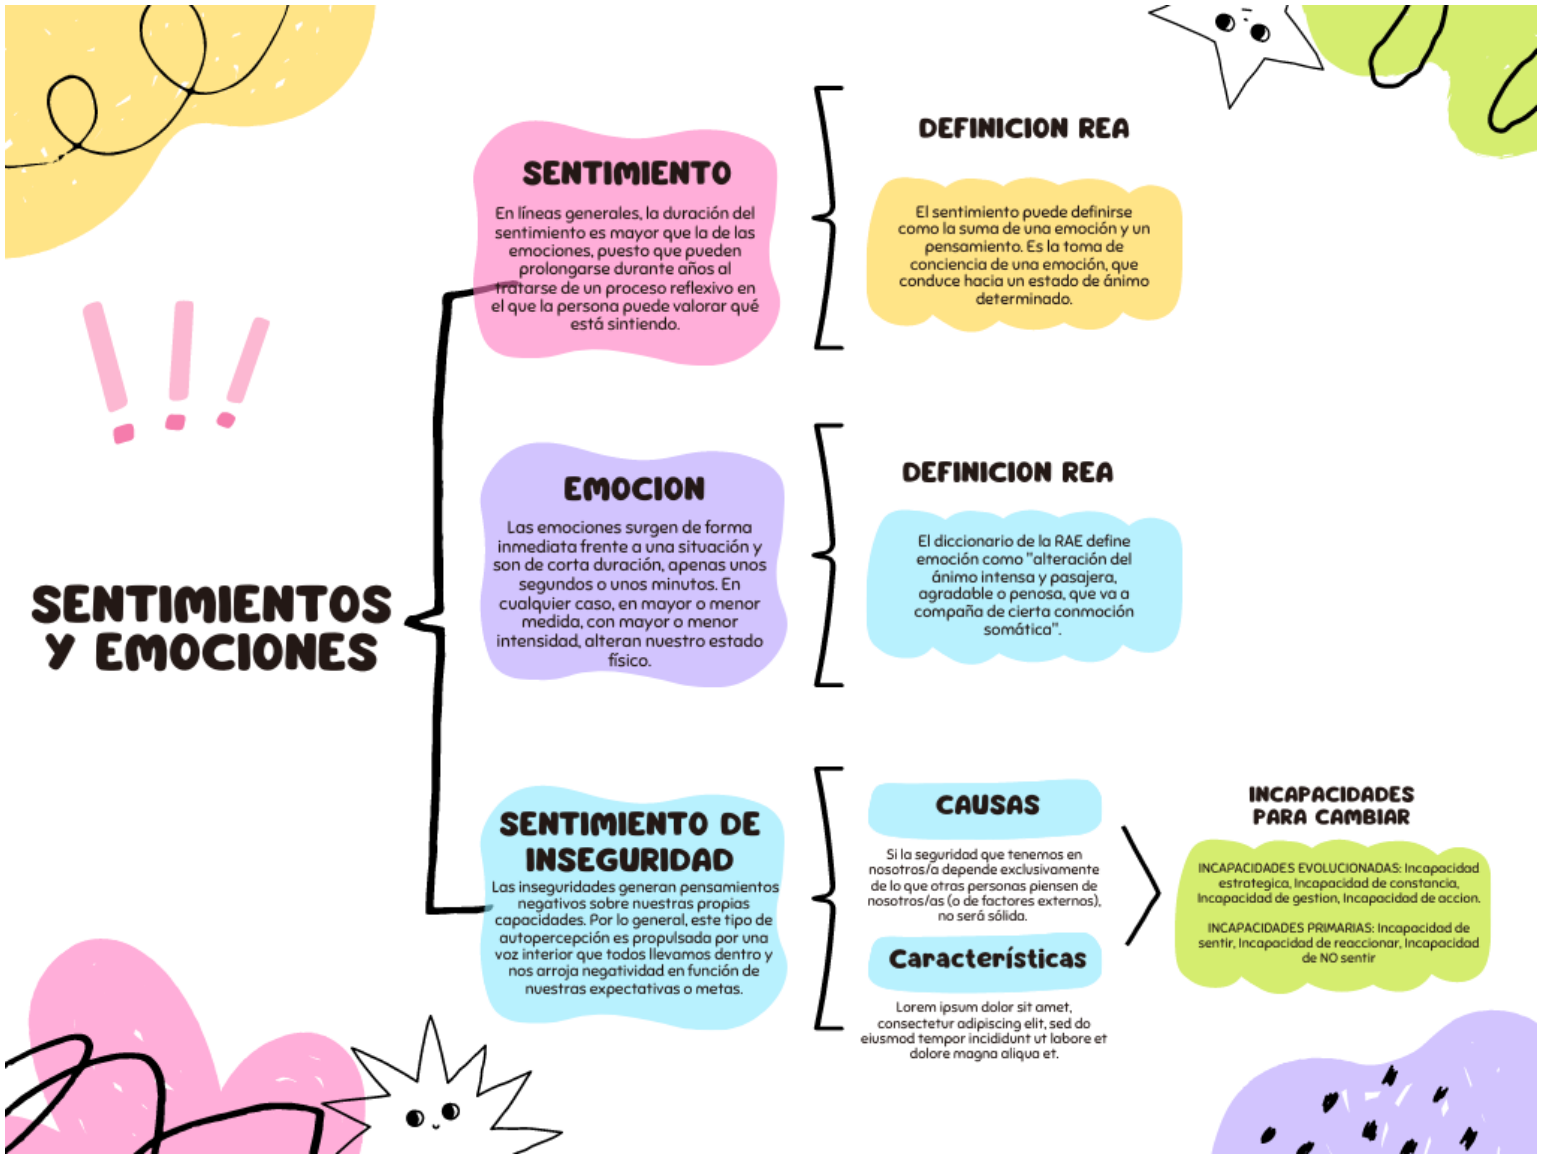 SENTIMIENTOS
Y EMOCIONES
SENTIMIENTO
En líneas generales, la duración del
sentimiento es mayor que la de las
emociones, puesto que pueden
prolongarse durante años al
tratarse de un proceso reflexivo en
el que la persona puede valorar qué
está sintiendo.
DEFINICION REA
El sentimiento puede definirse
como la suma de una emoción y un
pensamiento. Es la toma de
conciencia de una emoción, que
conduce hacia un estado de ánimo
determinado.
EMOCION
Las emociones surgen de forma
inmediata frente a una situación y
son de corta duración, apenas unos
segundos o unos minutos. En
cualquier caso, en mayor o menor
medida, con mayor o menor
intensidad, alteran nuestro estado
físico.
DEFINICION REA
El diccionario de la RAE define
emoción como "alteración del
ánimo intensa y pasajera,
agradable o penosa, que va a
compaña de cierta conmoción
somática".
SENTIMIENTO DE
INSEGURIDAD
Las inseguridades generan pensamientos
negativos sobre nuestras propias
capacidades. Por lo general, este tipo de
autopercepción es propulsada por una
voz interior que todos llevamos dentro y
nos arroja negatividad en función de
nuestras expectativas o metas.
CAUSAS
Si la seguridad que tenemos en
nosotros/a depende exclusivamente
de lo que otras personas piensen de
nosotros/as (o de factores externos),
no será sólida.
Características
Lorem ipsum dolor sit amet,
consectetur adipiscing elit, sed do
eiusmod tempor incididunt ut labore et
dolore magna aliqua et.
INCAPACIDADES
PARA CAMBIAR
INCAPACIDADES EVOLUCIONADAS: Incapacidad
estrategica, Incapacidad de constancia,
Incapacidad de gestion, Incapacidad de accion.
INCAPACIDADES PRIMARIAS: Incapacidad de
sentir, Incapacidad de reaccionar, Incapacidad
de NO sentir